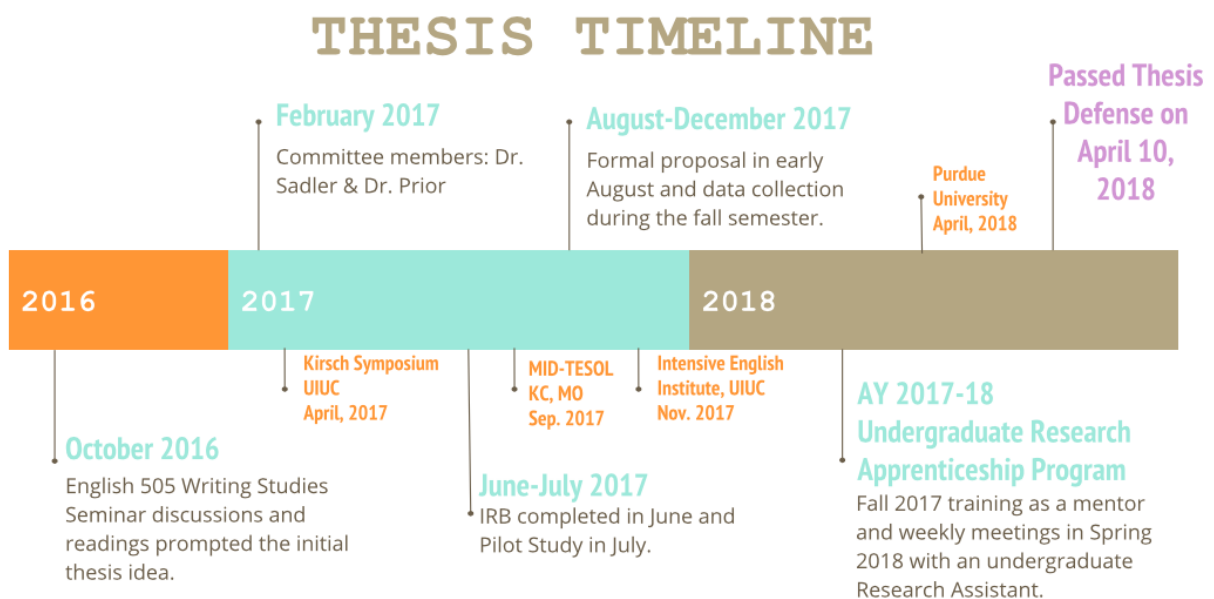 THESIS TIMELINE
February 2017
Committee members: Dr.
Sadler & Dr. Prior
August-December 2017
Formal proposal in early
August and data collection
during the fall semester.
Purdue
University
April, 2018
Passed Thesis
Defense on
April 10,
2018
2016
2017
2018
October 2016
English 505 Writing Studies
Seminar discussions and
readings prompted the initial
thesis idea.
Kirsch Symposium
UIUC
April, 2017
June-July 2017
IRB completed in June and
Pilot Study in July.
MID-TESOL
KC, MO
Sep. 2017
Intensive English
Institute, UIUC
Nov. 2017
AY 2017-18
Undergraduate Research
Apprenticeship Program
Fall 2017 training as a mentor
and weekly meetings in Spring
2018 with an undergraduate
Research Assistant.